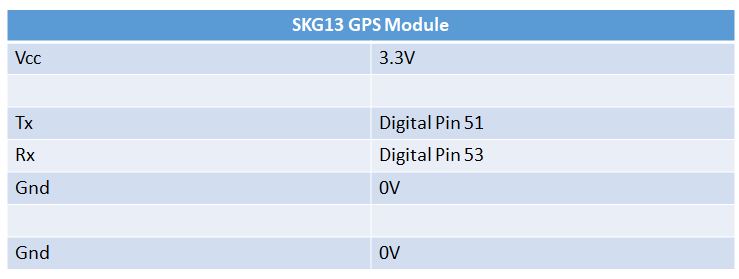 SKG13 GPS Module
Vcc 3.3V
Tx Digital Pin 51
Rx Digital Pin 53
Gnd 0V
Gnd 0V